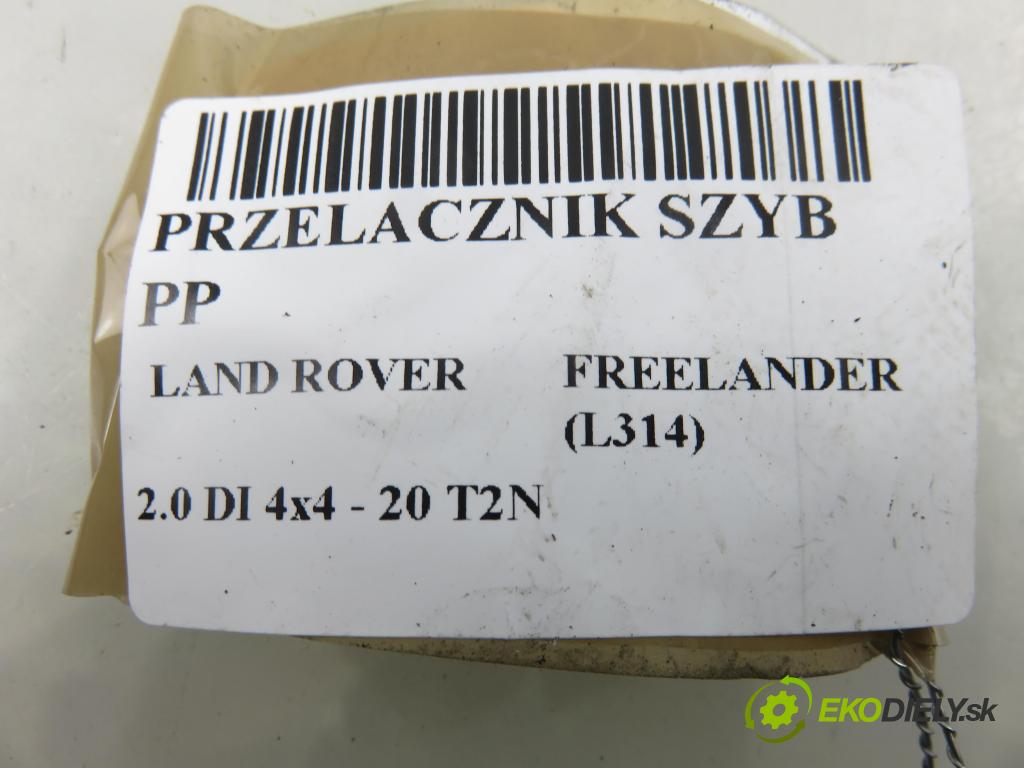 PRZELACZNIK SZYB
PP
LAND ROVER FREELANDER
(L314)
2.0 DI 4x4 - 20 T2N
EKODIELY.sk